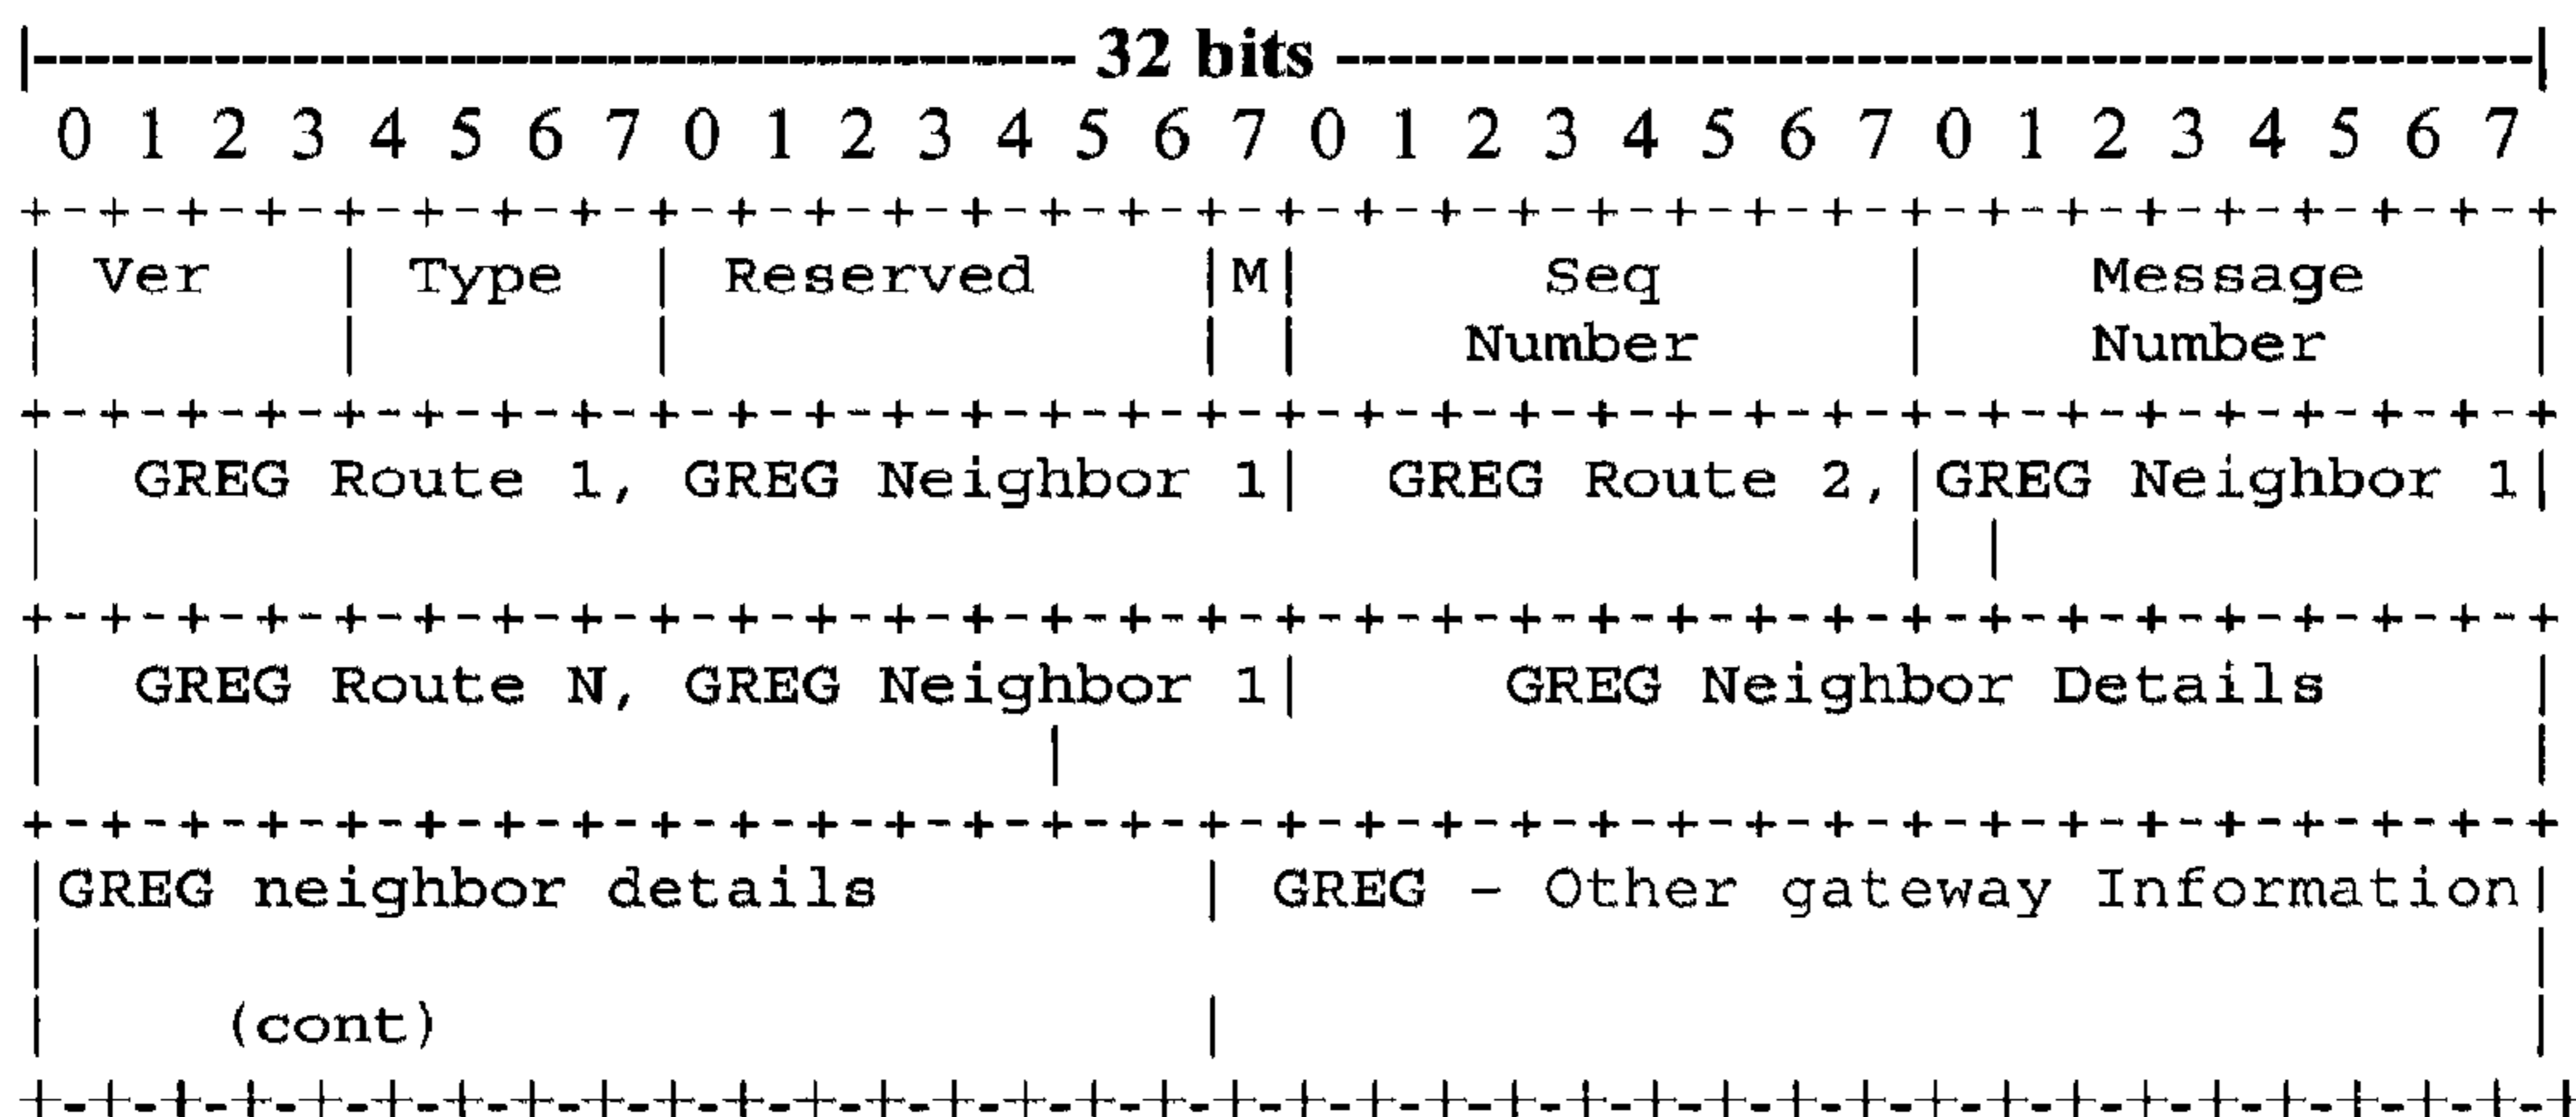 |---------------------------------------- 32 bits ----------------------------------------------|
0 1 2 3 4 5 6 7 0 1 2 3 4 5 6 7 0 1 2 3 4 5 6 7 0 1 2 3 4 5 6 7
+-+-+-+-+-+-+-+-+-+-+-+-+-+-+-+-+-+-+-+-+-+-+-+-+-+-+-+-+-+-+-+-+
| Ver | Type | Reserved |M| Seq | Message |
| | | | | Number | Number |
+-+-+-+-+-+-+-+-+-+-+-+-+-+-+-+-+-+-+-+-+-+-+-+-+-+-+-+-+-+-+-+-+
| GREG Route 1, GREG Neighbor 1| GREG Route 2,|GREG Neighbor 1|
| | |
+-+-+-+-+-+-+-+-+-+-+-+-+-+-+-+-+-+-+-+-+-+-+-+-+-+-+-+-+-+-+-+-+
| GREG Route N, GREG Neighbor 1| GREG Neighbor Details |
| | |
+-+-+-+-+-+-+-+-+-+-+-+-+-+-+-+-+-+-+-+-+-+-+-+-+-+-+-+-+-+-+-+-+
|GREG neighbor details | GREG - Other gateway Information|
| |
| (cont) | |
+-+-+-+-+-+-+-+-+-+-+-+-+-+-+-+-+-+-+-+-+-+-+-+-+-+-+-+-+-+-+-+-+-+-+-+-+